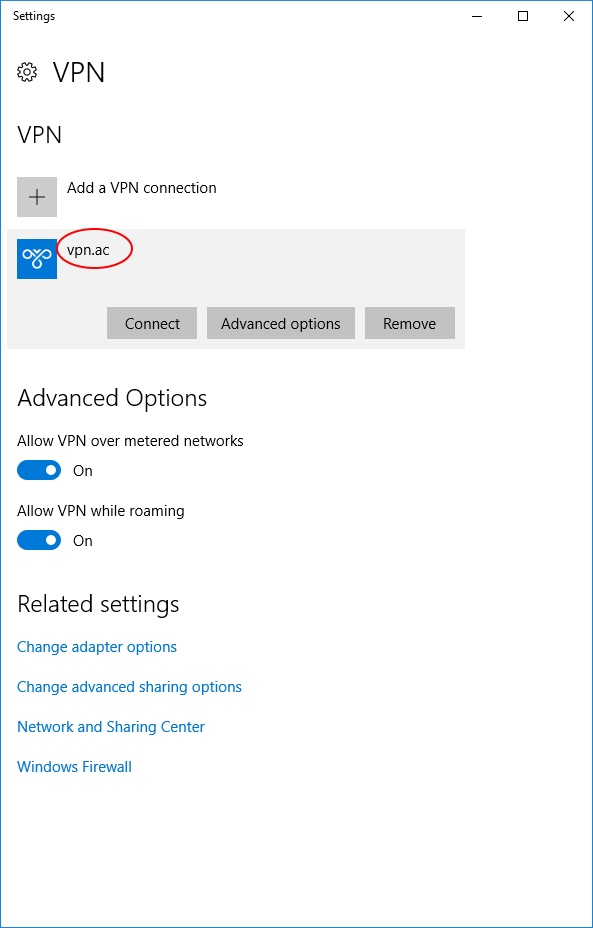 Settings
VPN
VPN
Add a VPN connection
vpn.ac
Connect Advanced options Remove
Advanced Options
Allow VPN over metered networks
On
Allow VPN while roaming
On
Related settings
Change adapter options
Change advanced sharing options
Network and Sharing Center
Windows Firewall